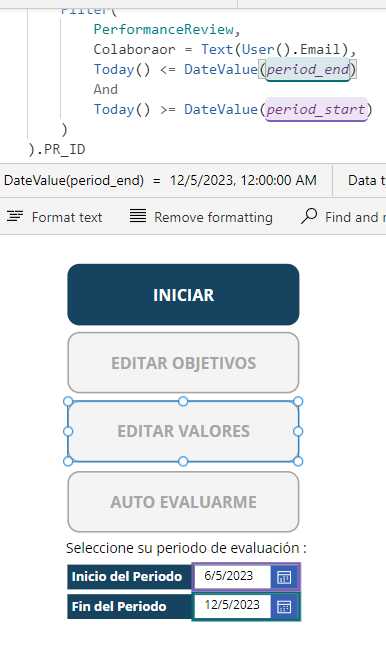 Filter(
PerformanceReview,
Colaboraor = Text(User().Email),
Today() <= DateValue(period_end)
And
Today() >= DateValue(period_start)
)
).PR_ID
DateValue(period_end) = 12/5/2023, 12:00:00 AM
Data t
Format text
Remove formatting
Find and r
INICIAR
EDITAR OBJETIVOS
EDITAR VALORES
AUTO EVALUARME
Seleccione su periodo de evaluación :
Inicio del Periodo 6/5/2023
Fin del Periodo 12/5/2023